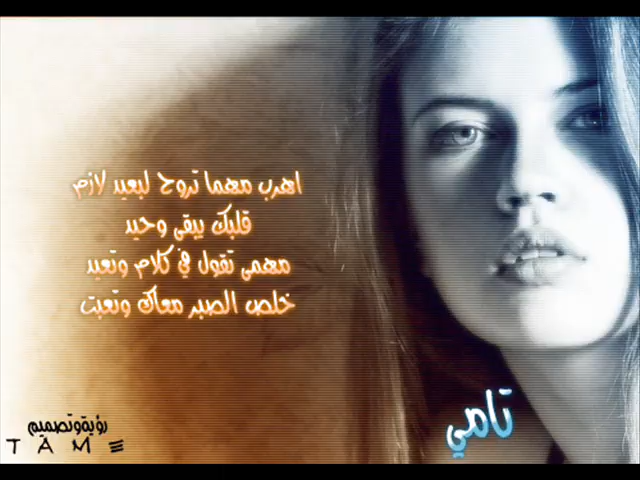 اهرب مهما تروح لبعيد لازم
قلبك يبقى وحيد
مهمى تقول في كلام وتعيد
خلص الصبر معاك وتعبت
تامي
رؤيةوتصميم
TAME